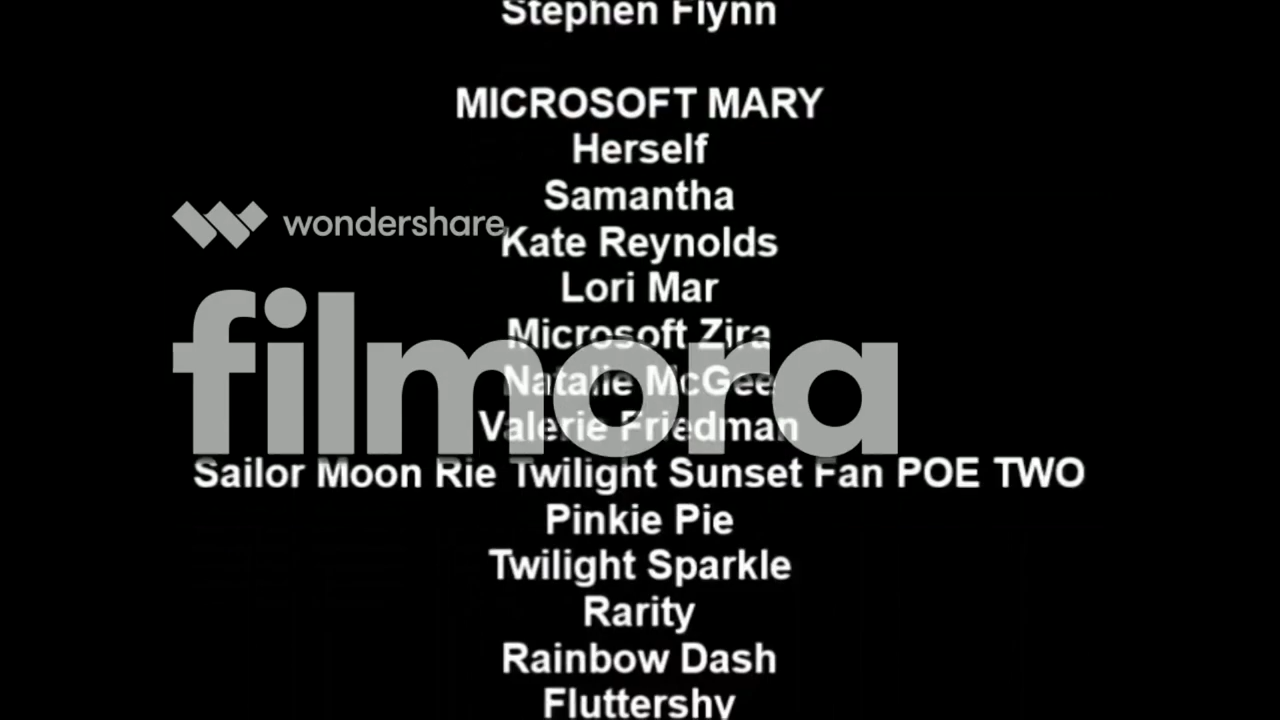 Stephen Flynn
MICROSOFT MARY
Herself
Samantha
wondershare
Kate Reynolds
Lori Mar
filmora
Microsoft Zira
Natalie McGee
Valerie Friedman
Sailor Moon Rie Twilight Sunset Fan POE TWO
Pinkie Pie
Twilight Sparkle
Rarity
Rainbow Dash
Fluttershy